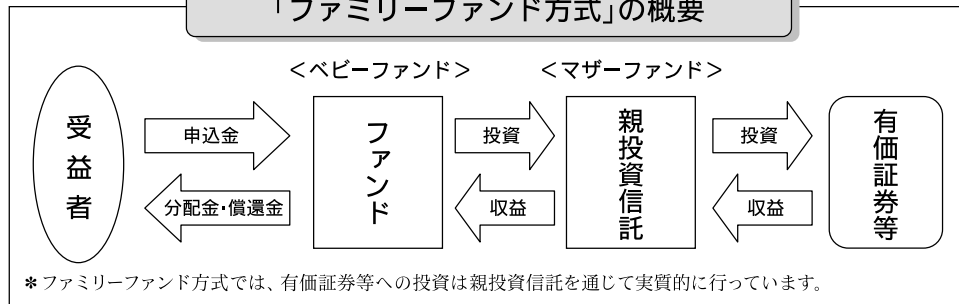 「ファミリーファンド方式」の概要
＜ベビーファンド＞
＜マザーファンド＞
受益者
申込金
分配金・償還金
ファンド
投資
収益
親投資信託
投資
収益
有価証券等
＊ファミリーファンド方式では、有価証券等への投資は親投資信託を通じて実質的に行っています。